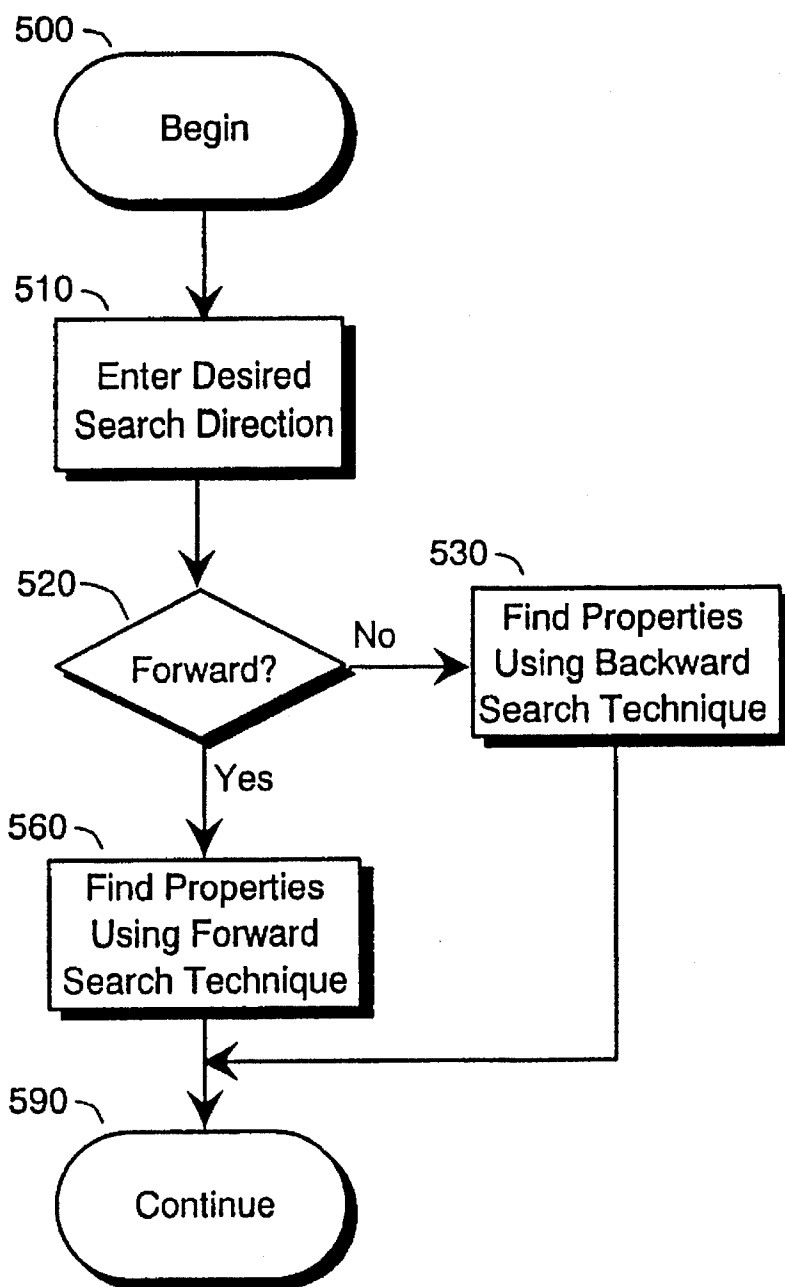 500
Begin
510
Enter Desired
Search Direction
520
Forward?
No
530
Find Properties
Using Backward
Search Technique
Yes
560
Find Properties
Using Forward
Search Technique
590
Continue